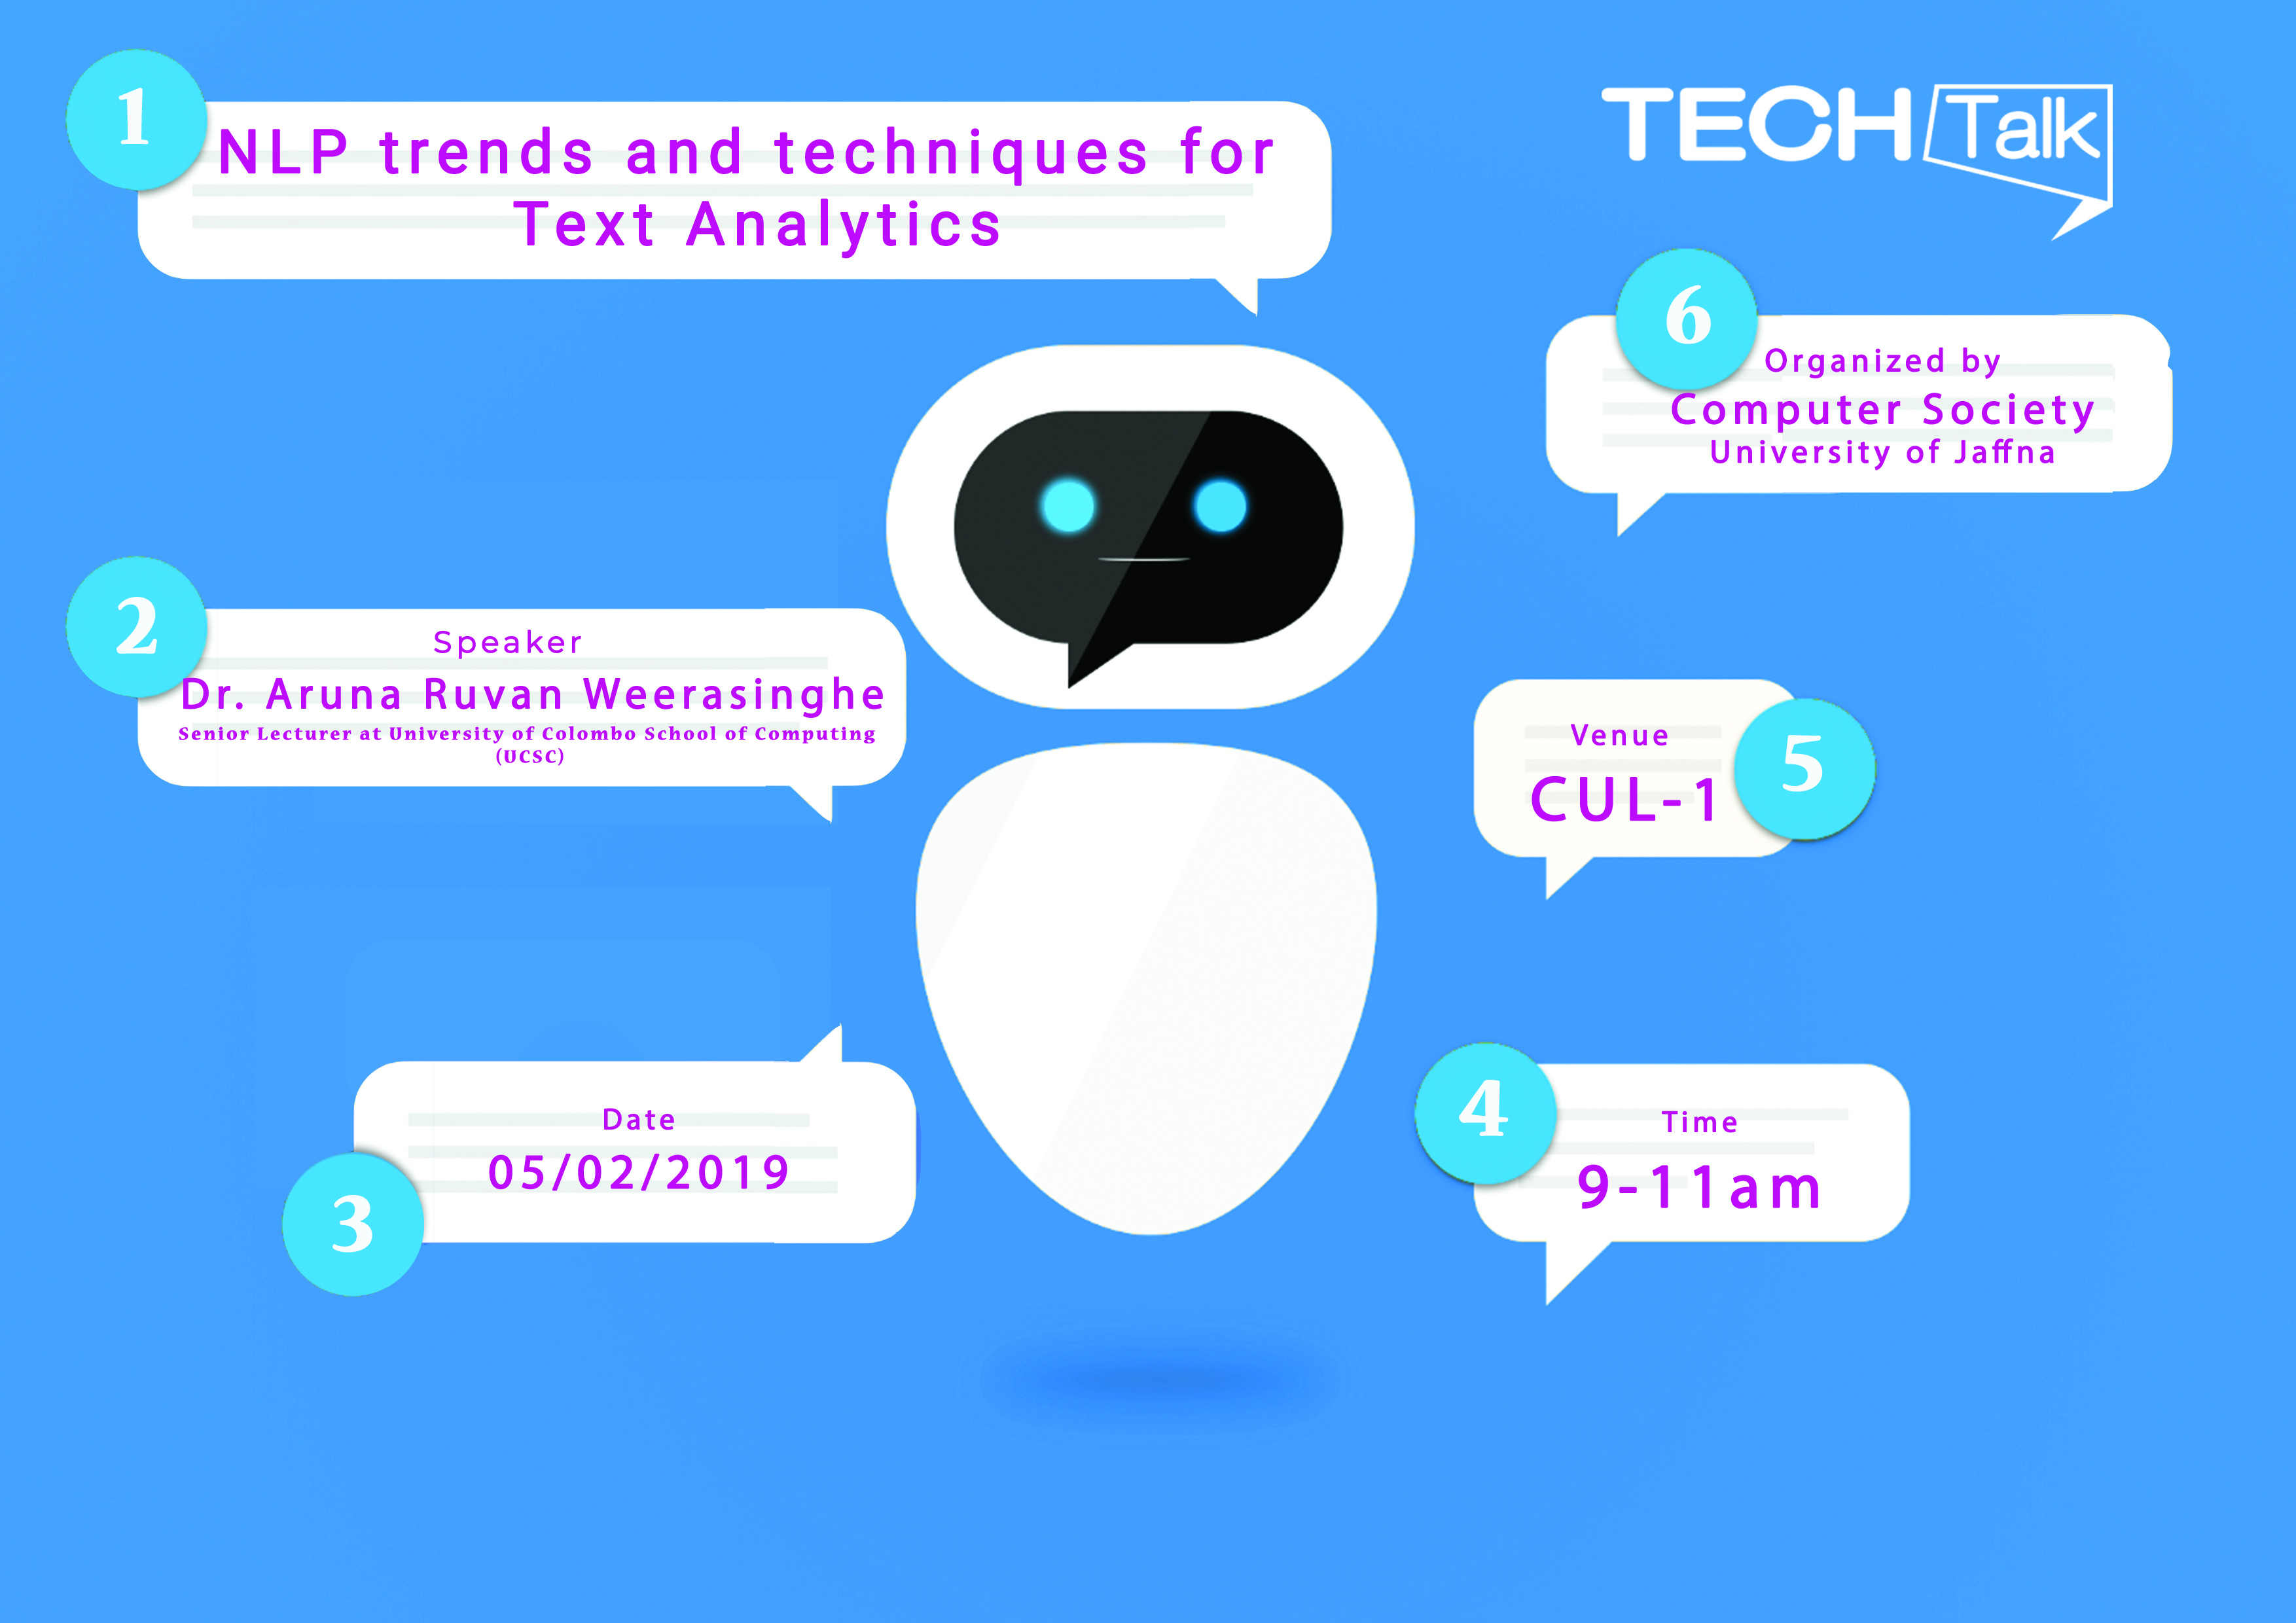 1
NLP trends and techniques for
Text Analytics
TECH Talk
2
Speaker
Dr. Aruna Ruvan Weerasinghe
Senior Lecturer at University of Colombo School of Computing
(UCSC)
3
Date
05/02/2019
4
Time
9-11am
5
Venue
CUL-1
6
Organized by
Computer Society
University of Jaffna